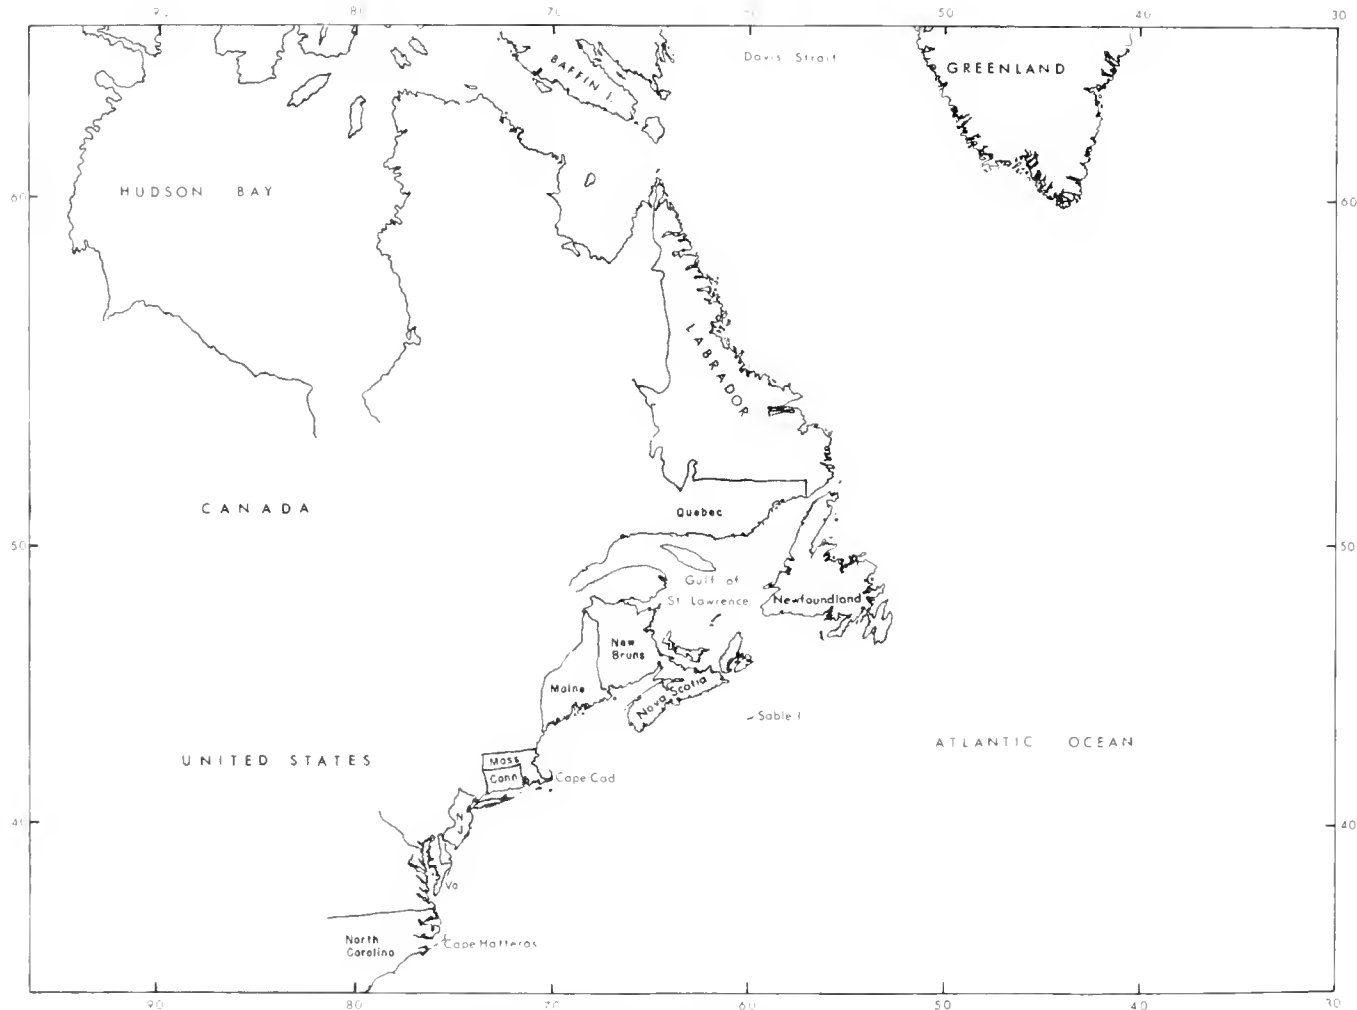 80
70
50
40
30
Davis Strait
BAFFIN I.
GREENLAND
HUDSON BAY
60
60
LABRADOR
CANADA
Quebec
50
50
Gulf of
St. Lawrence
Newfoundland
New
Bruns
Maine
Nova Scotia
Sable I
ATLANTIC OCEAN
UNITED STATES
Mass
Conn
Cape Cod
N J
40
40
Va
North
Carolina
Cape Hatteras
90
80
70
60
50
40
30